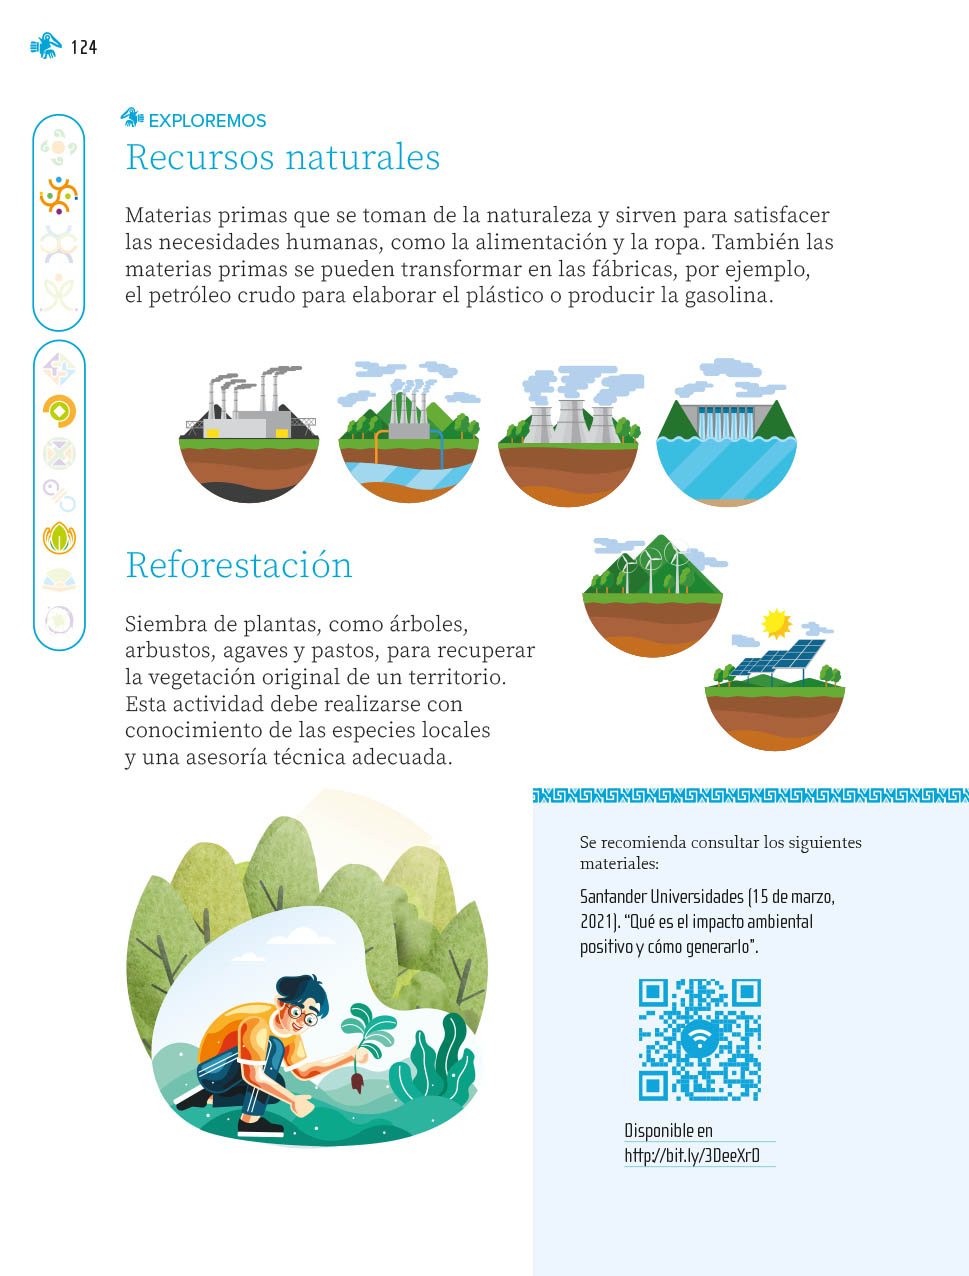 124
EXPLOREMOS
Recursos naturales
Materias primas que se toman de la naturaleza y sirven para satisfacer
las necesidades humanas, como la alimentación y la ropa. También las
materias primas se pueden transformar en las fábricas, por ejemplo,
el petróleo crudo para elaborar el plástico o producir la gasolina.
Reforestación
Siembra de plantas, como árboles,
arbustos, agaves y pastos, para recuperar
la vegetación original de un territorio.
Esta actividad debe realizarse con
conocimiento de las especies locales
y una asesoría técnica adecuada.
Se recomienda consultar los siguientes
materiales:
Santander Universidades (15 de marzo,
2021). “Qué es el impacto ambiental
positivo y cómo generarlo”.
Disponible en
http://bit.ly/3DeeXrO